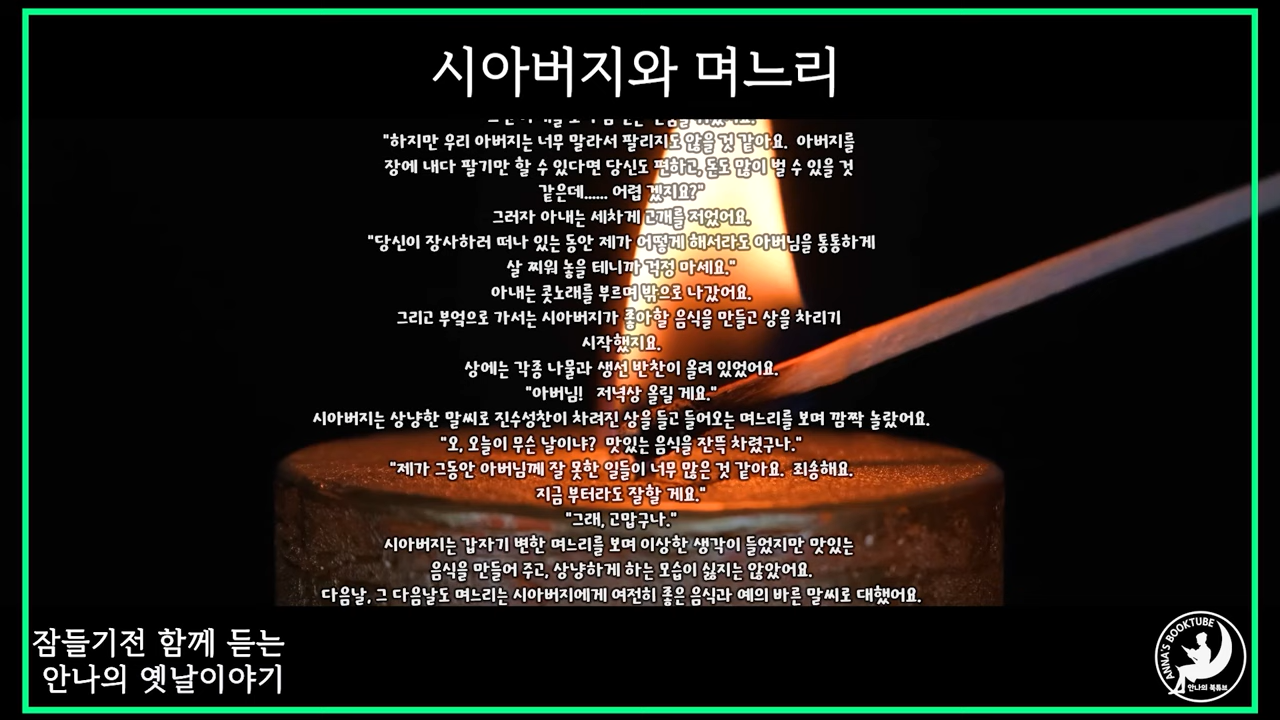 시아버지와 며느리
"하지만 우리 아버지는 너무 말라서 팔리지도 않을 것 같아요. 아버지를
장에 내다 팔기만 할 수 있다면 당신도 편하고, 돈도 많이 벌 수 있을 것
같은데...... 어렵 겠지요?"
그러자 아내는 세차게 고개를 저었어요.
"당신이 장사하러 떠나 있는 동안 제가 어떻게 해서라도 아버님을 통통하게
살 찌워 놓을 테니까 걱정 마세요."
아내는 콧노래를 부르며 밖으로 나갔어요.
그리고 부엌으로 가서는 시아버지가 좋아할 음식을 만들고 상을 차리기
시작했지요.
상에는 각종 나물과 생선 반찬이 올려 있었어요.
"아버님! 저녁상 올릴 게요."
시아버지는 상냥한 말씨로 진수성찬이 차려진 상을 들고 들어오는 며느리를 보며 깜짝 놀랐어요.
"오, 오늘이 무슨 날이냐? 맛있는 음식을 잔뜩 차렸구나."
"제가 그동안 아버님께 잘 못한 일들이 너무 많은 것 같아요. 죄송해요.
지금 부터라도 잘할 게요."
"그래, 고맙구나."
시아버지는 갑자기 변한 며느리를 보며 이상한 생각이 들었지만 맛있는
음식을 만들어 주고, 상냥하게 하는 모습이 싫지는 않았어요.
다음날, 그 다음날도 며느리는 시아버지에게 여전히 좋은 음식과 예의 바른 말씨로 대했어요.
잠들기전 함께 듣는
안나의 옛날이야기
ANNA'S BOOKTUBE
안나의 북튜브